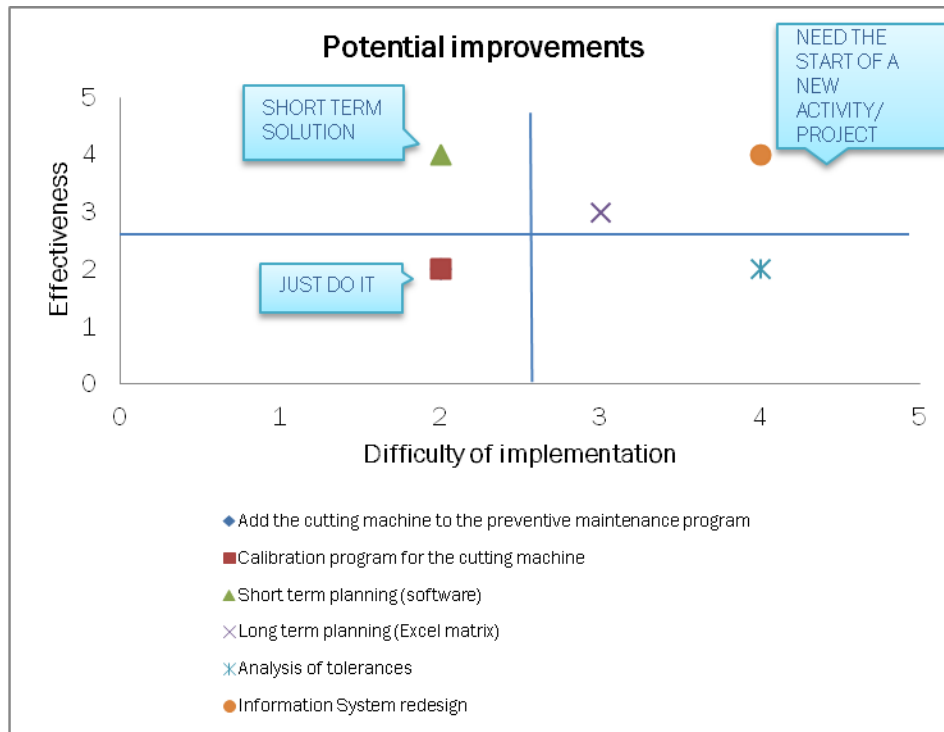 Potential improvements
NEED THE
START OF A
NEW
ACTIVITY/
PROJECT
SHORT TERM
SOLUTION
JUST DO IT
Effectiveness
5
4
3
2
1
0
0 1 2 3 4 5
Difficulty of implementation
Add the cutting machine to the preventive maintenance program
Calibration program for the cutting machine
Short term planning (software)
Long term planning (Excel matrix)
Analysis of tolerances
Information System redesign